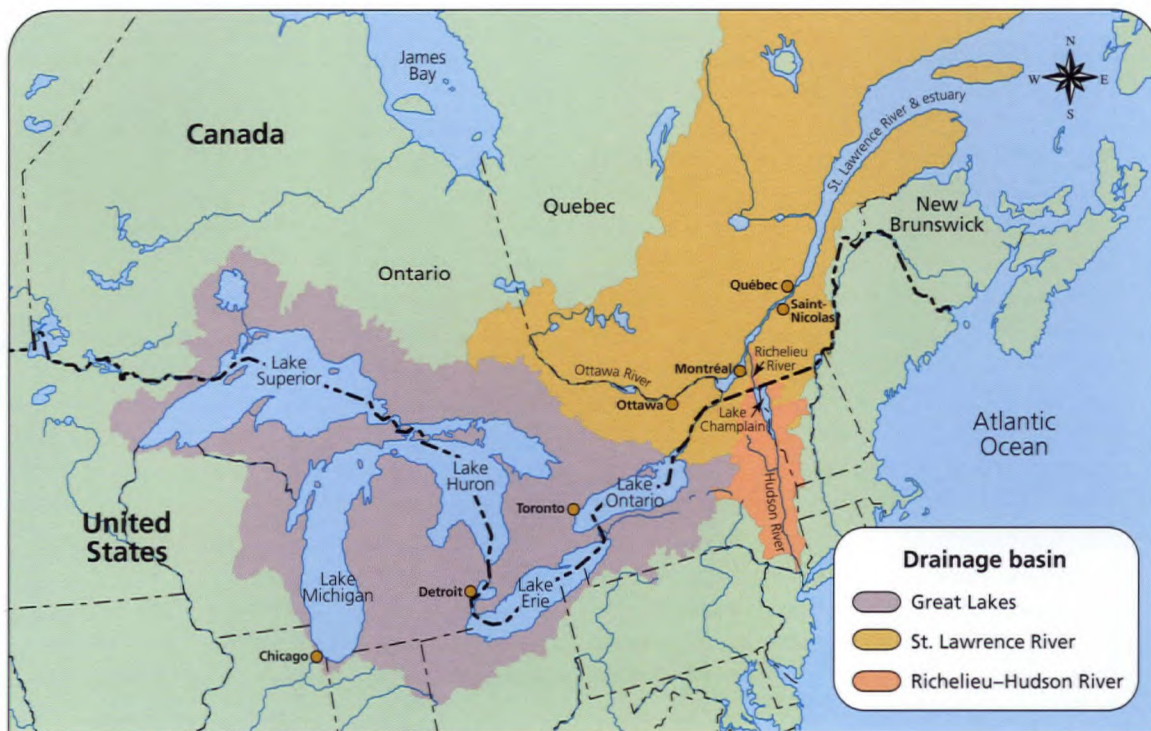 N
W E
S
James
Bay
Canada
St. Lawrence River & estuary
Quebec
New
Brunswick
Ontario
Québec
Saint-
Nicolas
Lake
Superior
Ottawa River
Montréal
Richelieu
River
Ottawa
Lake
Champlain
Atlantic
Ocean
Lake
Huron
Lake
Ontario
Toronto
Hudson River
United
States
Lake
Michigan
Detroit
Lake
Erie
Chicago
Drainage basin
Great Lakes
St. Lawrence River
Richelieu–Hudson River